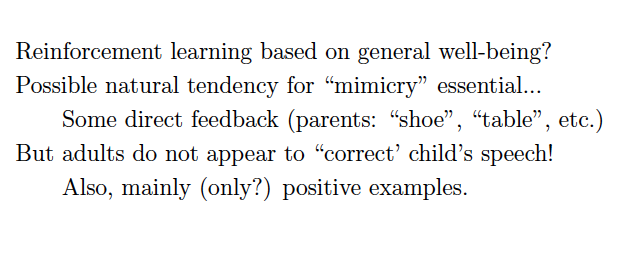 Reinforcement learning based on general well-being?
Possible natural tendency for “mimicry” essential...
Some direct feedback (parents: “shoe”, “table”, etc.)
But adults do not appear to “correct’ child’s speech!
Also, mainly (only?) positive examples.